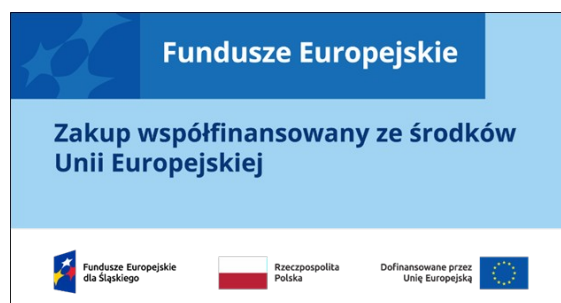 Fundusze Europejskie
Zakup współfinansowany ze środków
Unii Europejskiej
Fundusze Europejskie
dla Śląskiego
Rzeczpospolita
Polska
Dofinansowane przez
Unię Europejską